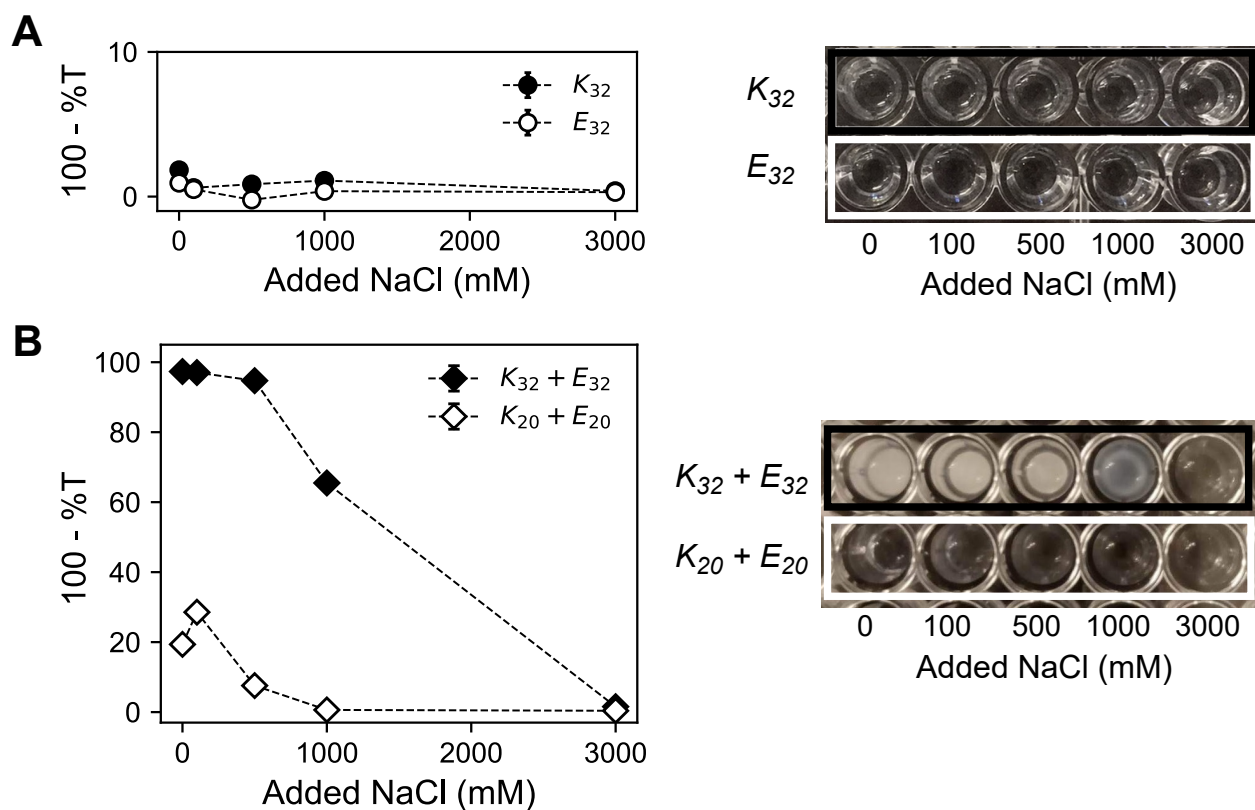 A
10
0
100 - %T
K32
E32
0 1000 2000 3000
Added NaCl (mM)
K32
E32
0 100 500 1000 3000
Added NaCl (mM)
B
100
80
60
40
20
0
100 - %T
K32 + E32
K20 + E20
0 1000 2000 3000
Added NaCl (mM)
K32 + E32
K20 + E20
0 100 500 1000 3000
Added NaCl (mM)